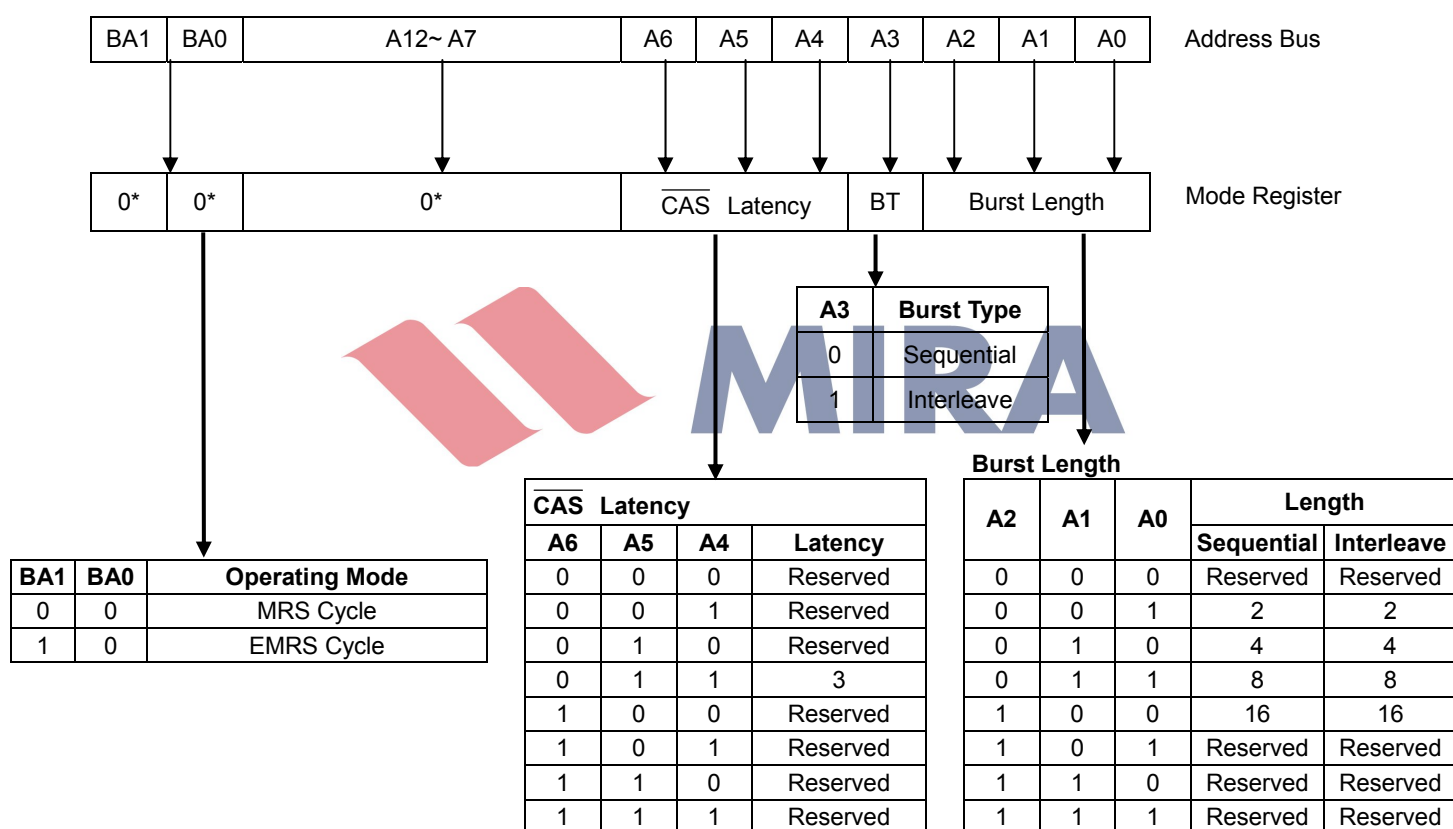 BA1 BA0 A12~ A7 A6 A5 A4 A3 A2 A1 A0 Address Bus
0* 0* 0* CAS Latency BT Burst Length Mode Register
A3 Burst Type
0 Sequential
1 Interleave
MIRA
BA1 BA0 Operating Mode
0 0 MRS Cycle
1 0 EMRS Cycle
CAS Latency
A6 A5 A4 Latency
0 0 0 Reserved
0 0 1 Reserved
0 1 0 Reserved
0 1 1 3
1 0 0 Reserved
1 0 1 Reserved
1 1 0 Reserved
1 1 1 Reserved
Burst Length
A2 A1 A0 Length
Sequential Interleave
0 0 0 Reserved Reserved
0 0 1 2 2
0 1 0 4 4
0 1 1 8 8
1 0 0 16 16
1 0 1 Reserved Reserved
1 1 0 Reserved Reserved
1 1 1 Reserved Reserved